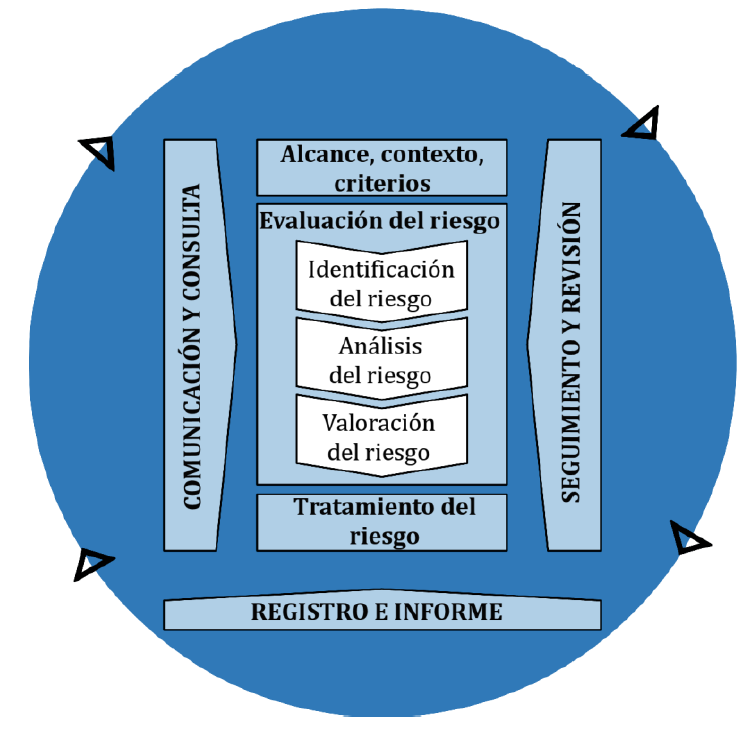 Alcance, contexto,
criterios
Evaluación del riesgo
Identificación
del riesgo
Análisis
del riesgo
Valoración
del riesgo
Tratamiento del
riesgo
COMUNICACIÓN Y CONSULTA
SEGUIMIENTO Y REVISIÓN
REGISTRO E INFORME